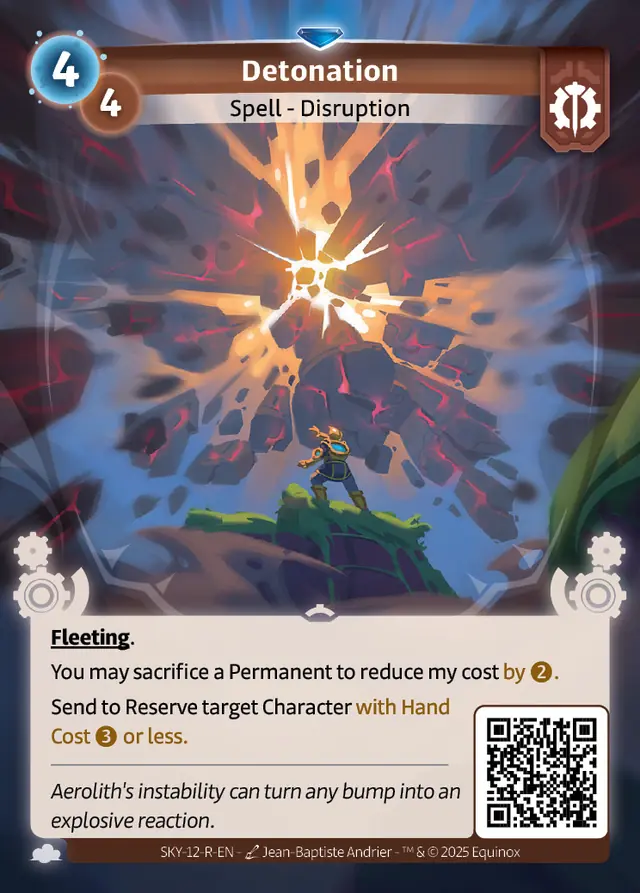 4
4
Detonation
Spell - Disruption
Fleeting.
You may sacrifice a Permanent to reduce my cost by 2.
Send to Reserve target Character with Hand
Cost 3 or less.
Aerolith's instability can turn any bump into an
explosive reaction.
SKY-12-R-EN - Jean-Baptiste Andrier - ™ & © 2025 Equinox